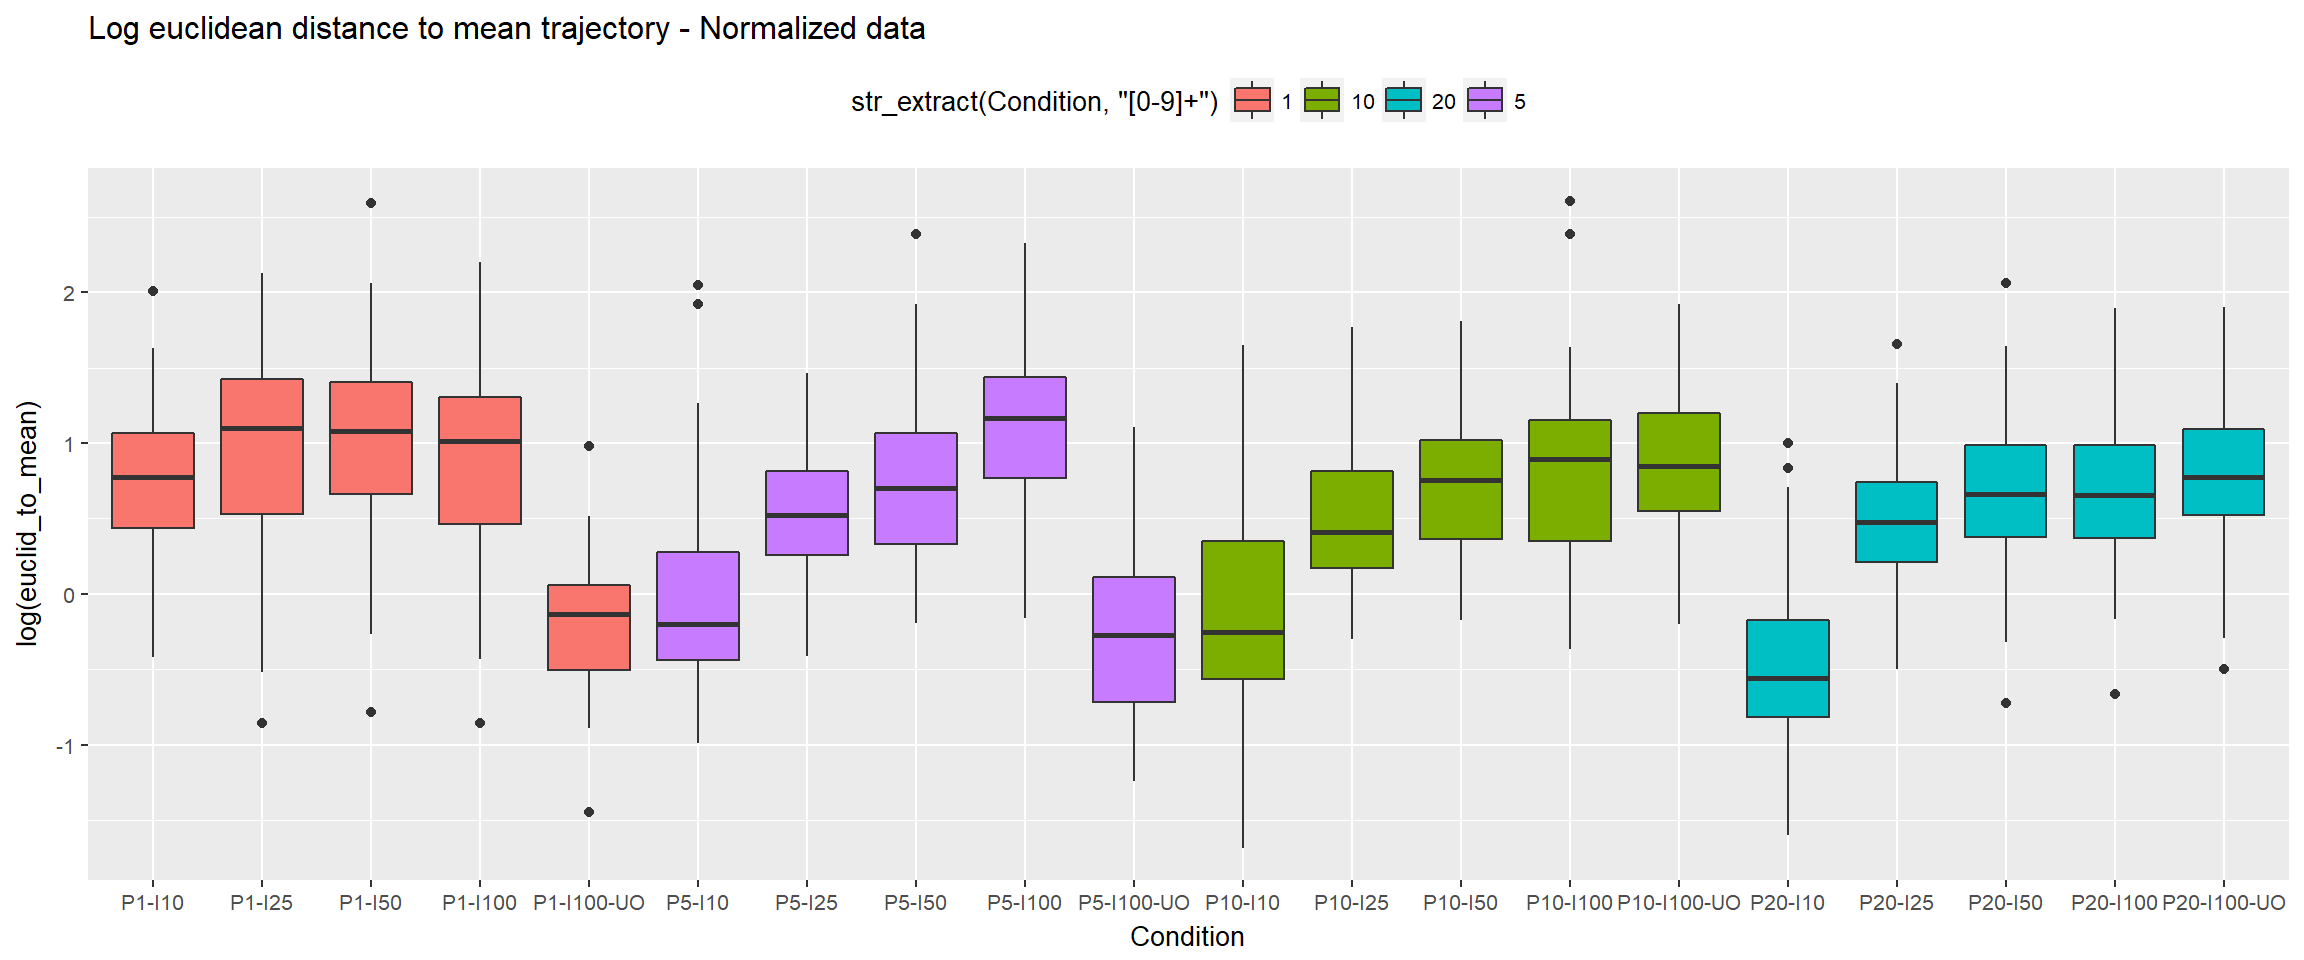 Log euclidean distance to mean trajectory - Normalized data
str_extract(Condition, "[0-9]+") 1 10 20 5
log(euclid_to_mean)
2
1
0
-1
P1-I10 P1-I25 P1-I50 P1-I100 P1-I100-UO P5-I10 P5-I25 P5-I50 P5-I100 P5-I100-UO P10-I10 P10-I25 P10-I50 P10-I100 P10-I100-UO P20-I10 P20-I25 P20-I50 P20-I100 P20-I100-UO
Condition